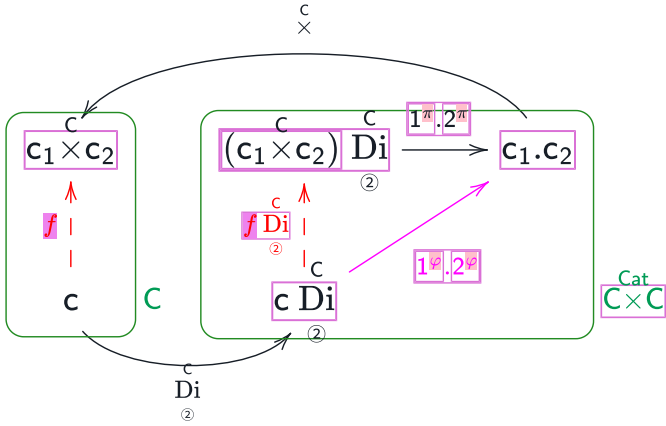 C
×
C
c₁×c₂
C
(c₁×c₂) Di
C
②
1^π.2^π
c₁.c₂
f
f Di
C
②
1^φ.2^φ
c
C
C
c Di
②
Cat
C×C
C
Di
②